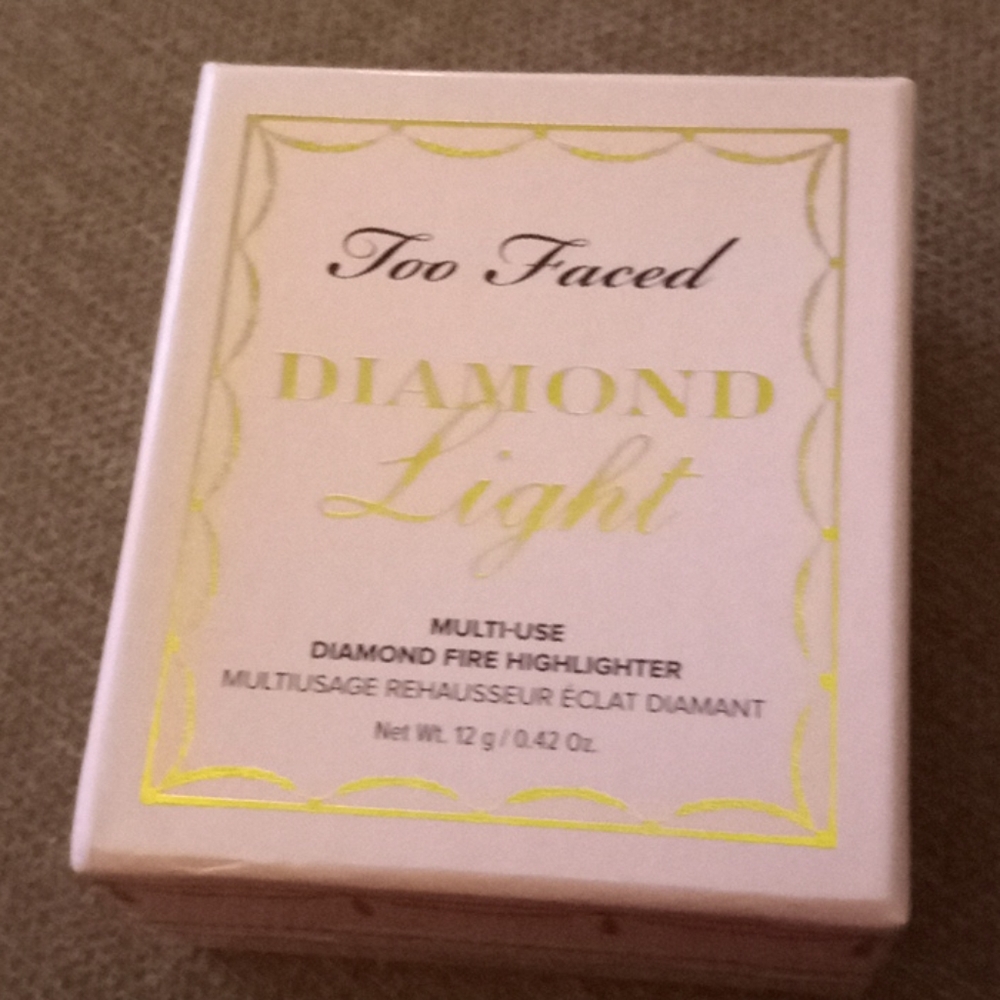 Too Faced
DIAMOND
Light
MULTI-USE
DIAMOND FIRE HIGHLIGHTER
MULTIUSAGE REHAUSSEUR ÉCLAT DIAMANT
Net Wt. 12 g / 0.42 Oz.